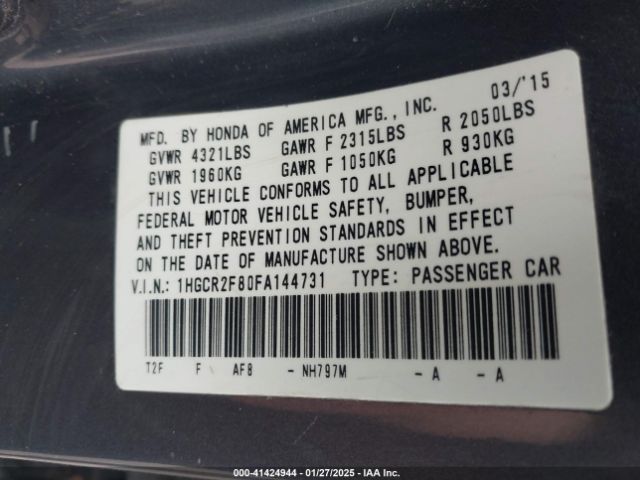 03/'15
MFD. BY HONDA OF AMERICA MFG., INC.
GVWR 4321LBS GAWR F 2315LBS R 2050LBS
GVWR 1960KG GAWR F 1050KG R 930KG
THIS VEHICLE CONFORMS TO ALL APPLICABLE
FEDERAL MOTOR VEHICLE SAFETY, BUMPER,
AND THEFT PREVENTION STANDARDS IN EFFECT
ON THE DATE OF MANUFACTURE SHOWN ABOVE.
V.I.N.: 1HGCR2F80FA144731 TYPE: PASSENGER CAR
T2F F AF8 - NH797M - A - A
000-41424944 - 01/27/2025 - IAA Inc.